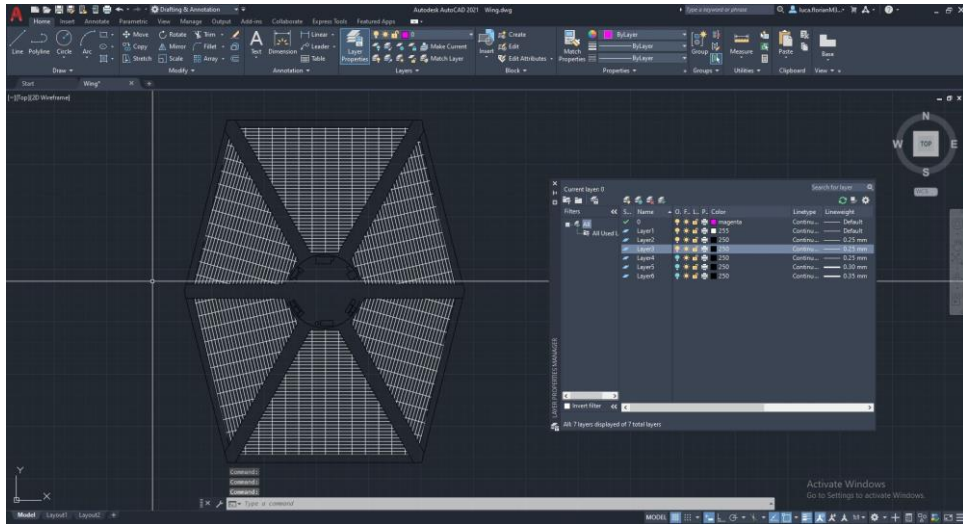 Drafting & Annotation
Autodesk AutoCAD 2021 Wing.dwg
Type a keyword or phrase
Home Insert Annotate Parametric View Manage Output Add-ins Collaborate Express Tools Featured Apps
Line Polyline Circle Arc
Move Rotate Trim
Copy Mirror Fillet
Stretch Scale Array
Text Dimension
Linear
Leader
Table
Layer Properties
0
Make Current
Match Layer
Insert
Create
Edit
Edit Attributes
Match Properties
ByLayer
ByLayer
ByLayer
Group Measure Paste Base
Draw Modify Annotation Layers Block Properties Groups Utilities Clipboard View
Start Wing*
[-][Top][2D Wireframe]
N
W TOP E
S
WCS
Current layer: 0
Search for layer
Filters
All
All Used L
S... Name O. F.. L.. P.. Color Linetype Lineweight
0 magenta Continu... Default
Layer1 255 Continu... Default
Layer2 250 Continu... 0.25 mm
Layer3 250 Continu... 0.25 mm
Layer4 250 Continu... 0.25 mm
Layer5 250 Continu... 0.30 mm
Layer6 250 Continu... 0.35 mm
LAYER PROPERTIES MANAGER
Invert filter
All: 7 layers displayed of 7 total layers
Y
X
Command:
Command:
Command:
Type a command
Activate Windows
Go to Settings to activate Windows.
Model Layout1 Layout2 +
MODEL